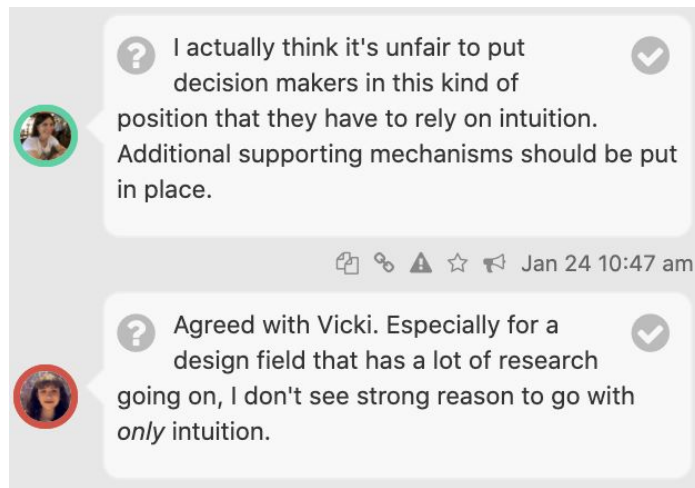 I actually think it's unfair to put
decision makers in this kind of
position that they have to rely on intuition.
Additional supporting mechanisms should be put
in place.
Jan 24 10:47 am
Agreed with Vicki. Especially for a
design field that has a lot of research
going on, I don't see strong reason to go with
only intuition.